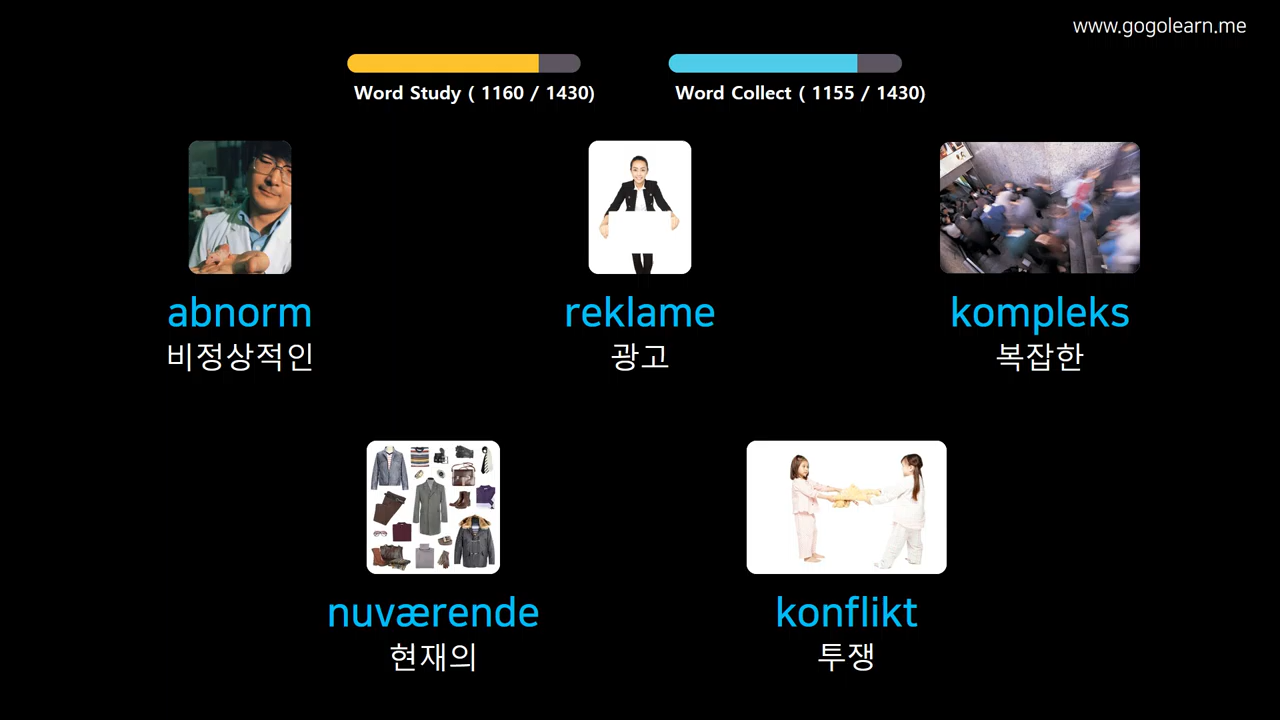 www.gogolearn.me
Word Study ( 1160 / 1430)
Word Collect ( 1155 / 1430)
abnorm
비정상적인
reklame
광고
kompleks
복잡한
nuværende
현재의
konflikt
투쟁